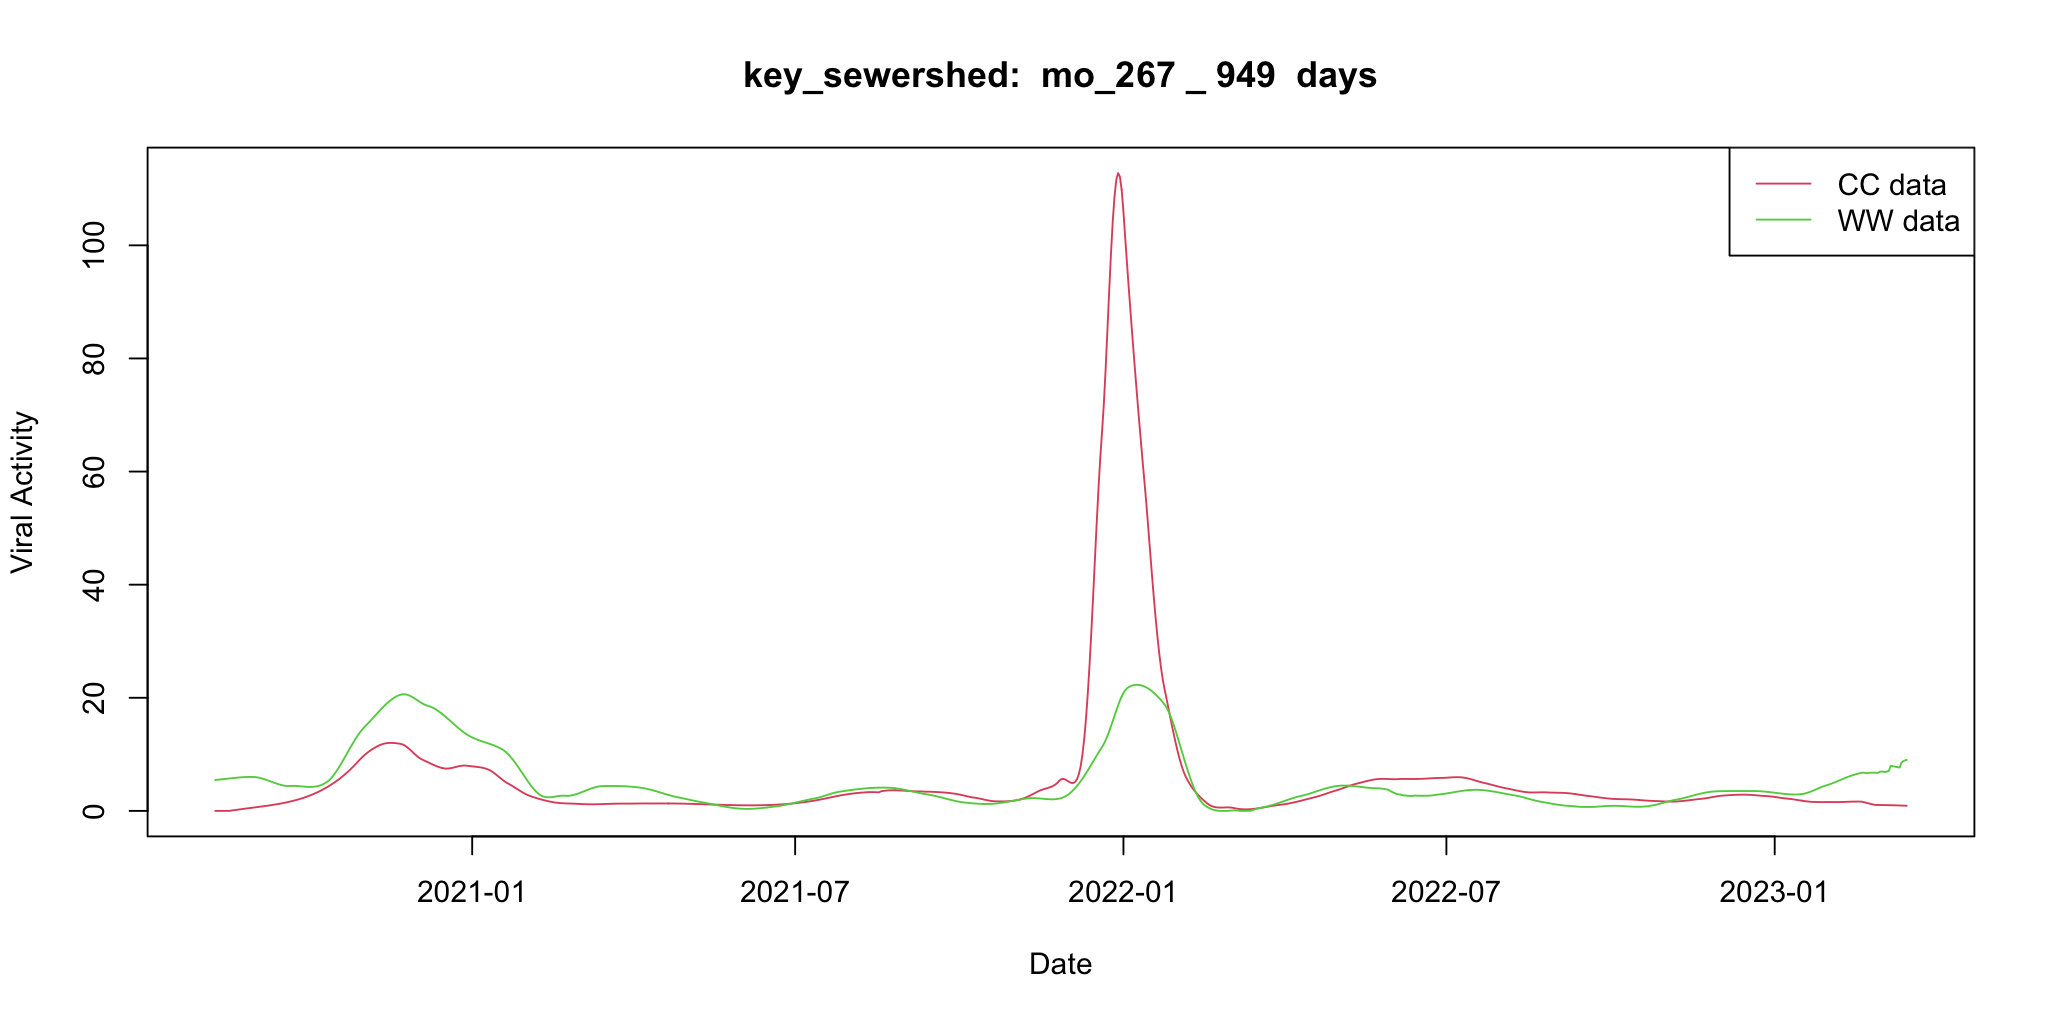 key_sewershed:  mo_267 _ 949  days
CC data
WW data
Viral Activity
100
80
60
40
20
0
2021-01
2021-07
2022-01
2022-07
2023-01
Date